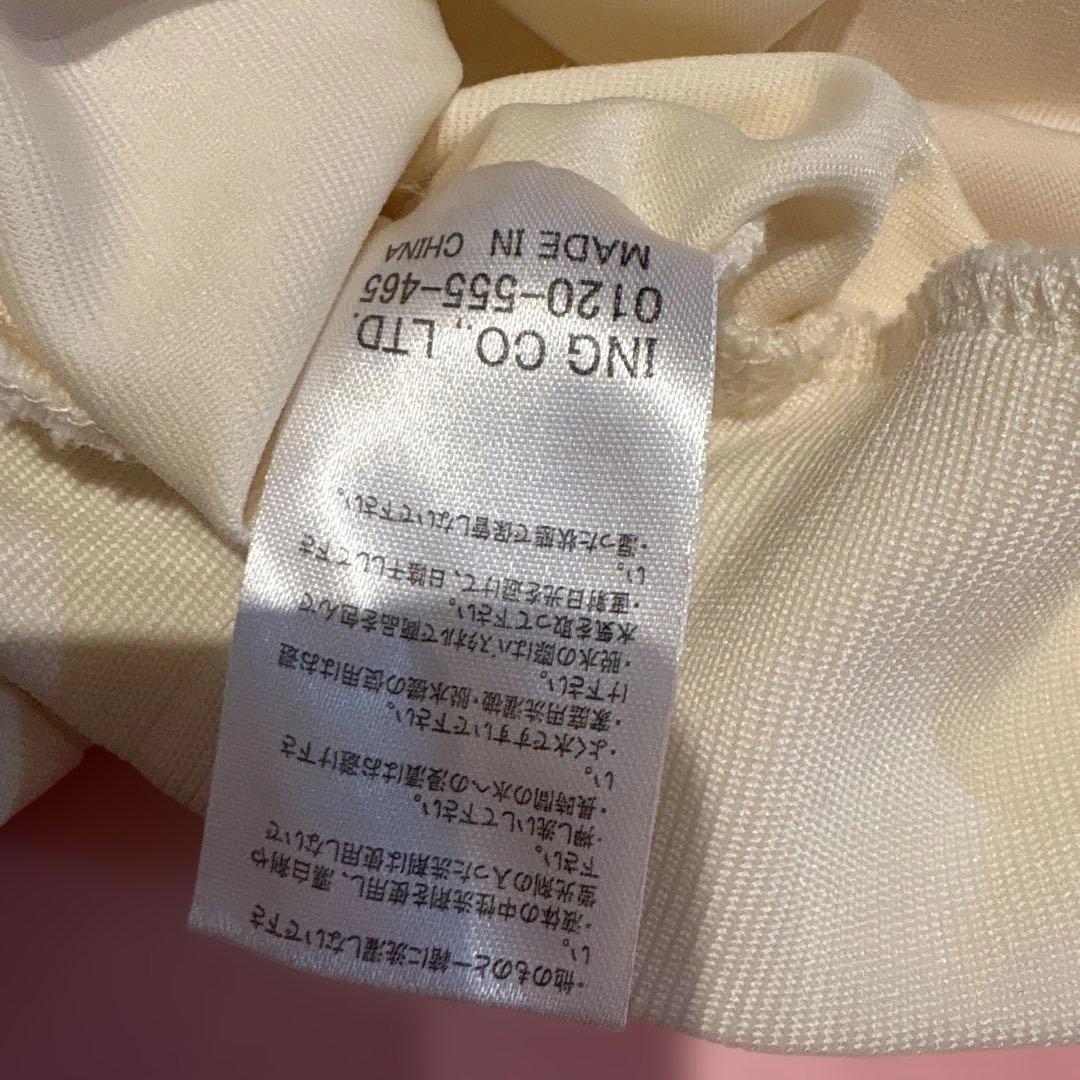 ・他のものと一緒に洗濯しないで下さ
い。
・液体の中性洗剤を使用し、漂白剤や
蛍光剤の入った洗剤は使用しないで
下さい。
・押し洗いして下さい。
・長時間の水への浸漬はお避け下さ
い。
・よく水ですすいで下さい。
・家庭用洗濯機・脱水機の使用はお避
け下さい。
・脱水の際はバスタオルで商品を包んで
水気を取って下さい。
・直射日光を避けて、日陰干しして下さ
い。
・湿った状態で保管しないで下さい。
ING CO., LTD.
0120-555-465
MADE IN CHINA